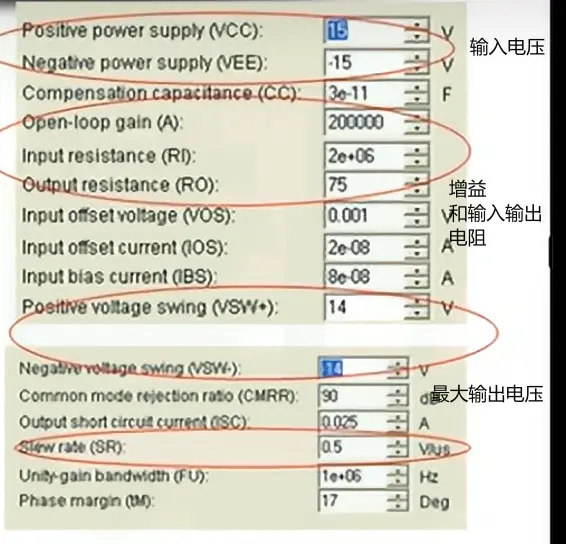 Positive power supply (VCC): 15 V
输入电压
Negative power supply (VEE): -15 V
Compensation capacitance (CC): 3e-11 F
Open-loop gain (A): 200000
Input resistance (RI): 2e+06
Output resistance (RO): 75
增益
和输入输出
电阻
Input offset voltage (VOS): 0.001 V
Input offset current (IOS): 2e-08 A
Input bias current (IBS): 8e-08 A
Positive voltage swing (VSW+): 14 V
Negative voltage swing (VSW-): -14 V
Common mode rejection ratio (CMRR): 90 dB
最大输出电压
Output short circuit current (ISC): 0.025 A
Slew rate (SR): 0.5 V/us
Unity-gain bandwidth (FU): 1e+06 Hz
Phase margin (tM): 17 Deg